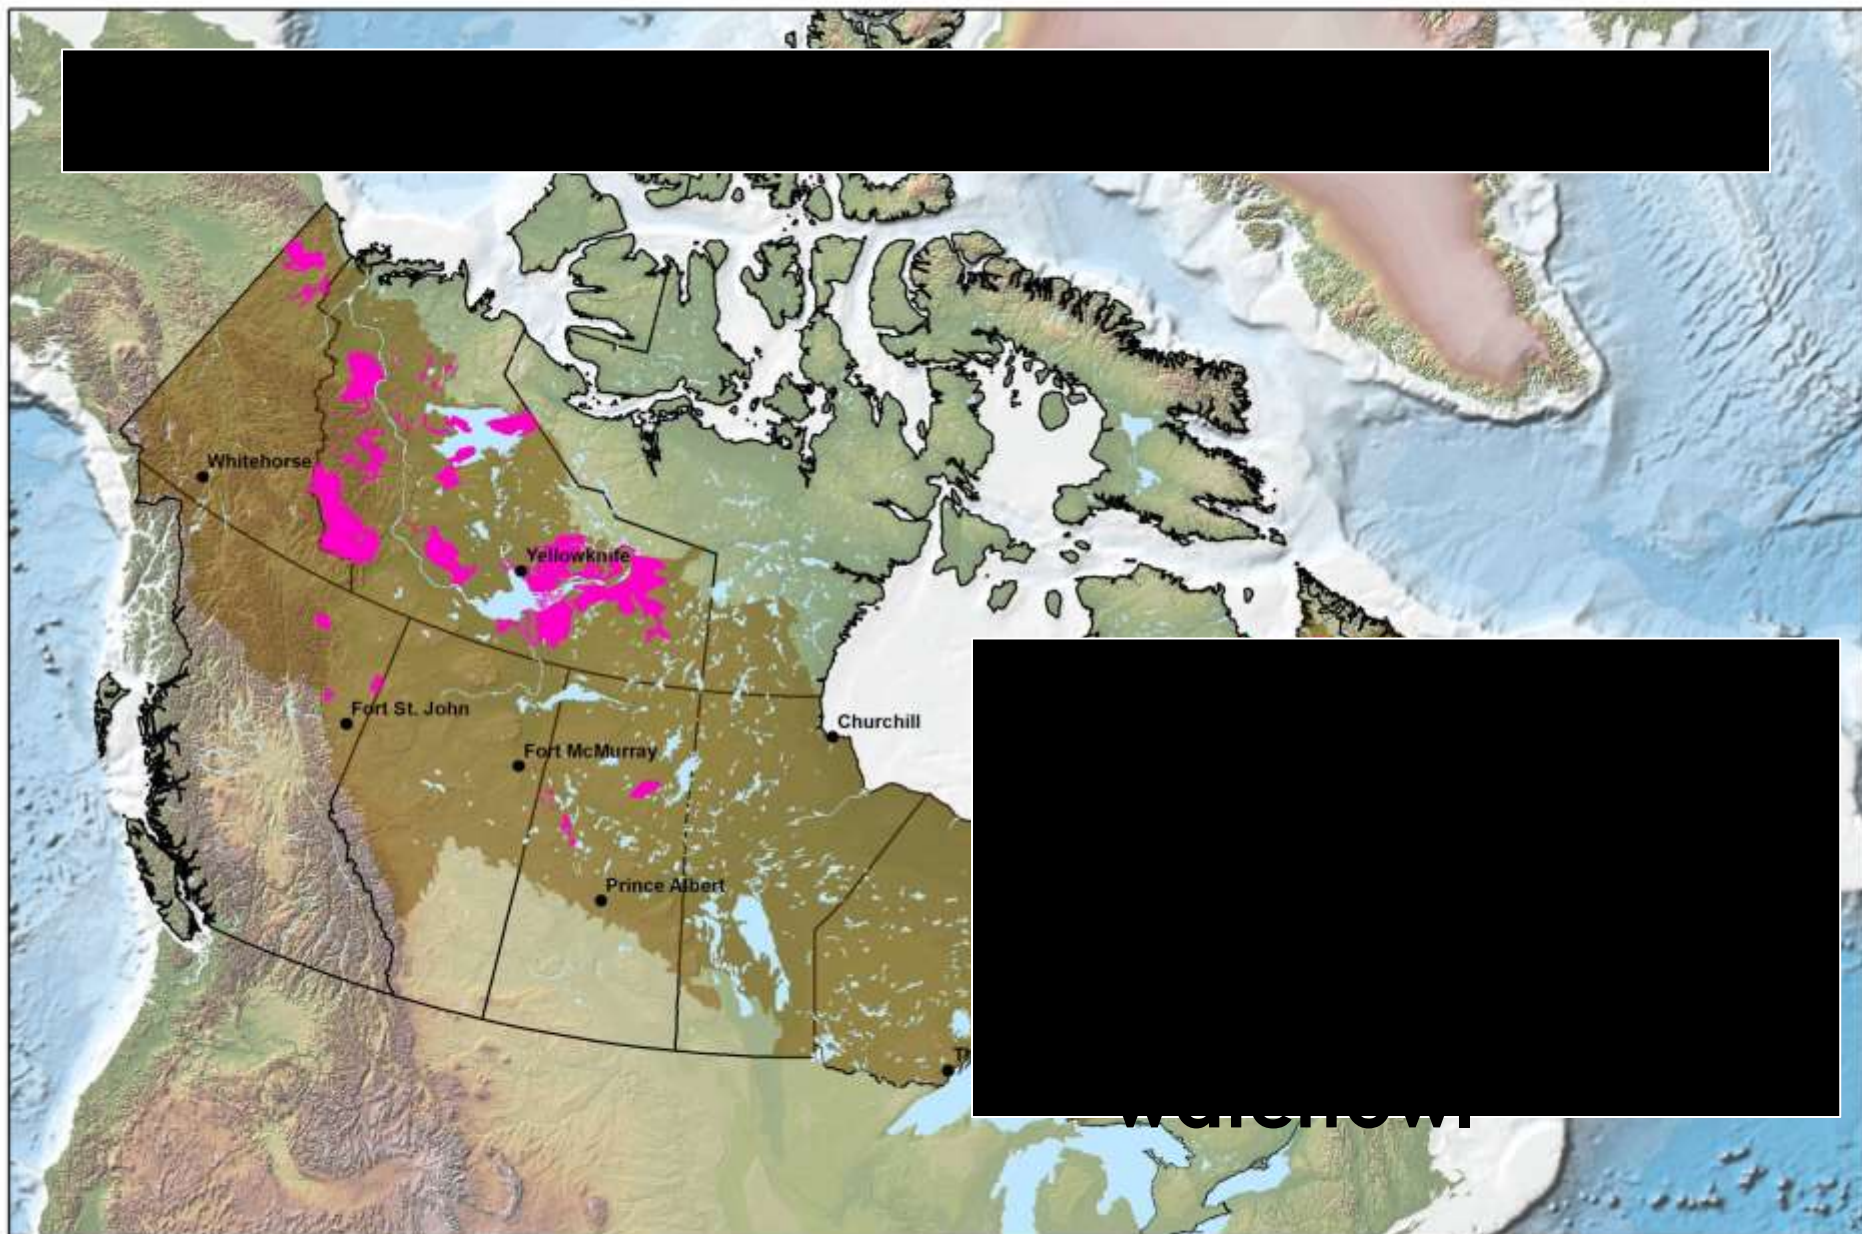 Whitehorse
Yellowknife
Fort St. John
Churchill
Fort McMurray
Prince Albert